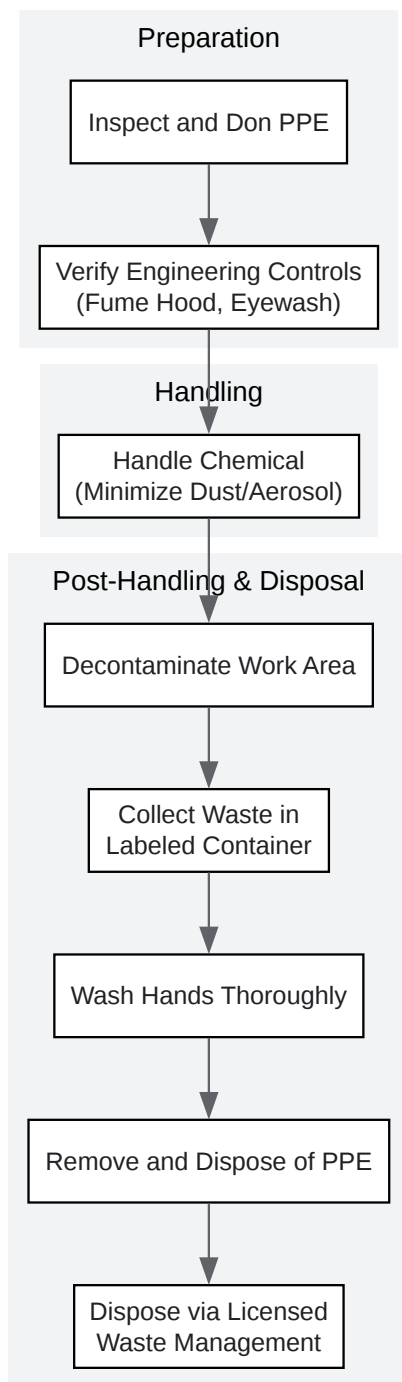 Preparation
Inspect and Don PPE
Verify Engineering Controls
(Fume Hood, Eyewash)
Handling
Handle Chemical
(Minimize Dust/Aerosol)
Post-Handling & Disposal
Decontaminate Work Area
Collect Waste in
Labeled Container
Wash Hands Thoroughly
Remove and Dispose of PPE
Dispose via Licensed
Waste Management